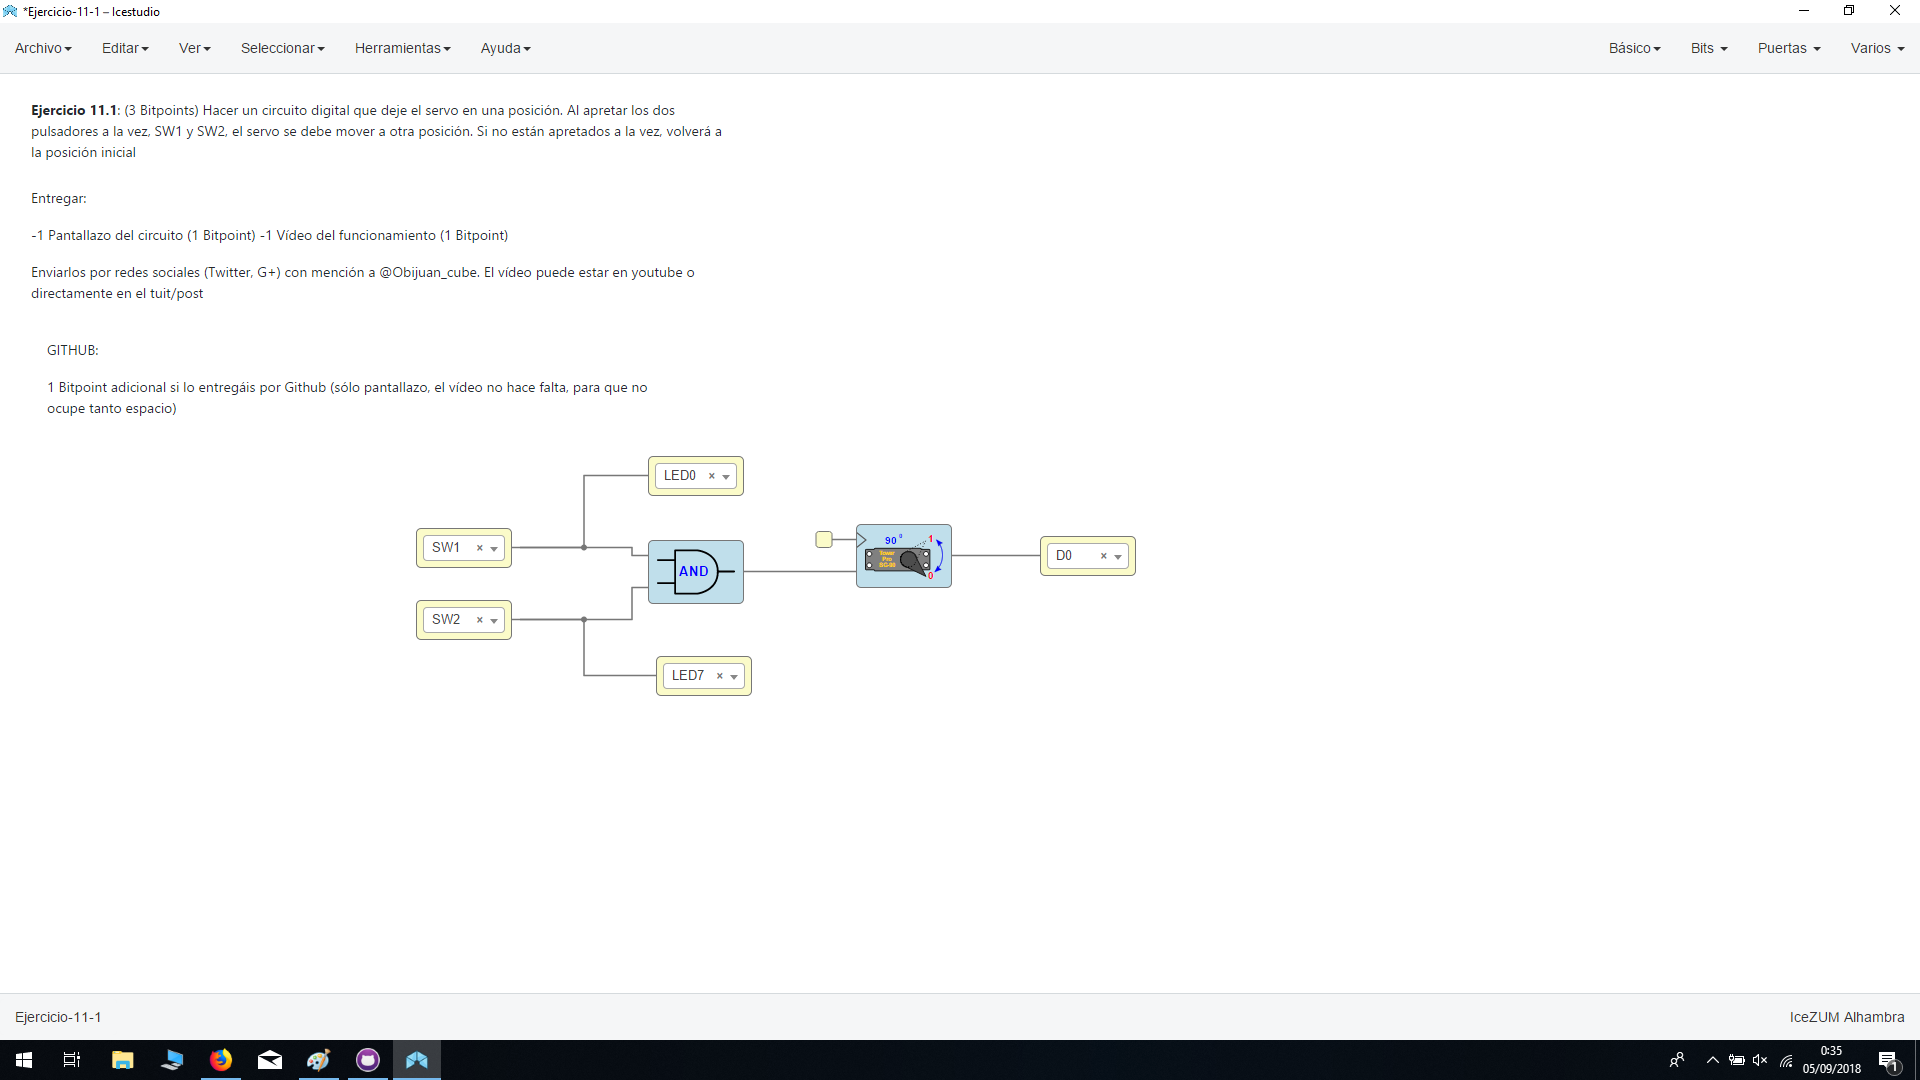 *Ejercicio-11-1 – Icestudio
Archivo Editar Ver Seleccionar Herramientas Ayuda Básico Bits Puertas Varios
Ejercicio 11.1: (3 Bitpoints) Hacer un circuito digital que deje el servo en una posición. Al apretar los dos
pulsadores a la vez, SW1 y SW2, el servo se debe mover a otra posición. Si no están apretados a la vez, volverá a
la posición inicial
Entregar:
-1 Pantallazo del circuito (1 Bitpoint) -1 Vídeo del funcionamiento (1 Bitpoint)
Enviarlos por redes sociales (Twitter, G+) con mención a @Obijuan_cube. El vídeo puede estar en youtube o
directamente en el tuit/post
GITHUB:
1 Bitpoint adicional si lo entregáis por Github (sólo pantallazo, el vídeo no hace falta, para que no
ocupe tanto espacio)
LED0
SW1
AND
90º
1
Tower
Pro
SG-90
0
D0
SW2
LED7
Ejercicio-11-1
IceZUM Alhambra
0:35
05/09/2018
1